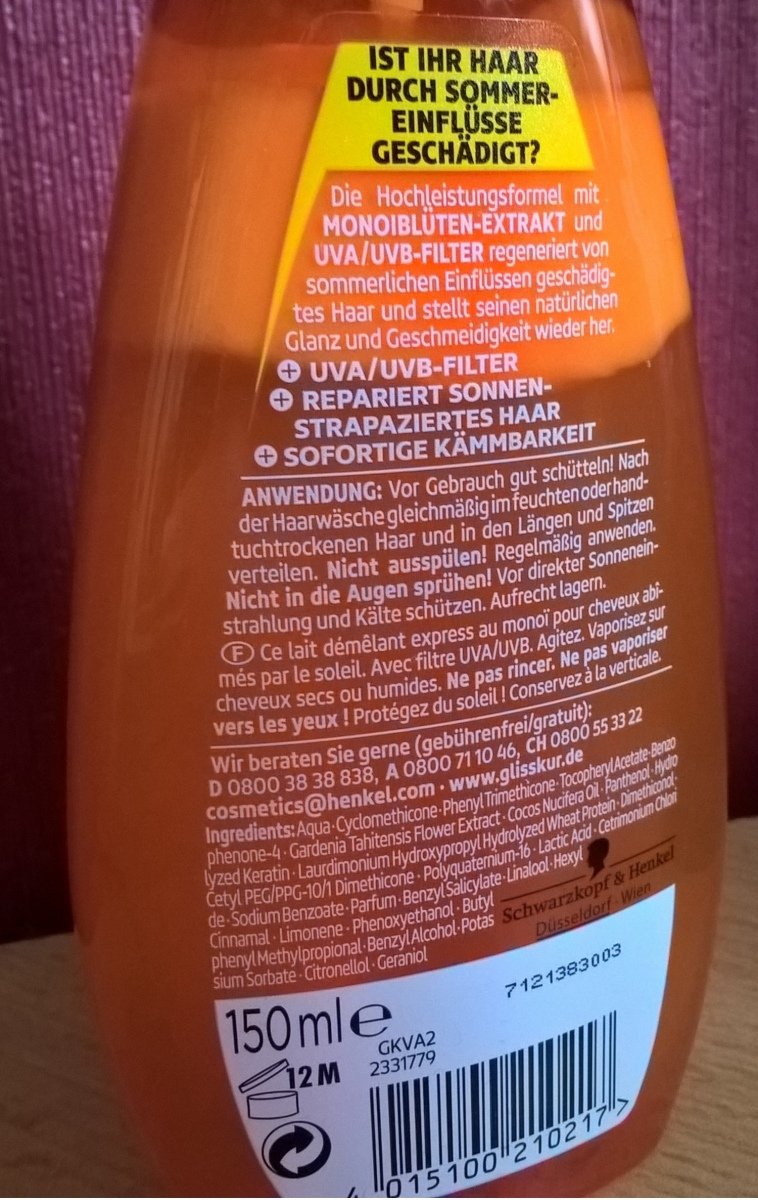 IST IHR HAAR
DURCH SOMMER-
EINFLÜSSE
GESCHÄDIGT?
Die Hochleistungsformel mit
MONOIBLÜTEN-EXTRAKT und
UVA/UVB-FILTER regeneriert von
sommerlichen Einflüssen geschädig-
tes Haar und stellt seinen natürlichen
Glanz und Geschmeidigkeit wieder her.
+ UVA/UVB-FILTER
+ REPARIERT SONNEN-
STRAPAZIERTES HAAR
+ SOFORTIGE KÄMMBARKEIT
ANWENDUNG: Vor Gebrauch gut schütteln! Nach
der Haarwäsche gleichmäßig im feuchten oder hand-
tuchtrockenen Haar und in den Längen und Spitzen
verteilen. Nicht ausspülen! Regelmäßig anwenden.
Nicht in die Augen sprühen! Vor direkter Sonnenein-
strahlung und Kälte schützen. Aufrecht lagern.
F Ce lait démêlant express au monoï pour cheveux abî-
més par le soleil. Avec filtre UVA/UVB. Agitez. Vaporisez sur
cheveux secs ou humides. Ne pas rincer. Ne pas vaporiser
vers les yeux ! Protégez du soleil ! Conservez à la verticale.
Wir beraten Sie gerne (gebührenfrei/gratuit):
D 0800 38 38 838, A 0800 71 10 46, CH 0800 55 33 22
cosmetics@henkel.com · www.glisskur.de
Ingredients: Aqua · Cyclomethicone · Phenyl Trimethicone · Tocopheryl Acetate · Benzo
phenone-4 · Gardenia Tahitensis Flower Extract · Cocos Nucifera Oil · Panthenol · Hydro
lyzed Keratin · Laurdimonium Hydroxypropyl Hydrolyzed Wheat Protein · Dimethiconol ·
Cetyl PEG/PPG-10/1 Dimethicone · Polyquaternium-16 · Lactic Acid · Cetrimonium Chlori
de · Sodium Benzoate · Parfum · Benzyl Salicylate · Linalool · Hexyl
Cinnamal · Limonene · Phenoxyethanol · Butyl
phenyl Methylpropional · Benzyl Alcohol · Potas
sium Sorbate · Citronellol · Geraniol
Schwarzkopf & Henkel
Düsseldorf · Wien
7121383003
150 ml e
GKVA2
2331779
12 M
4 015100 210217 >